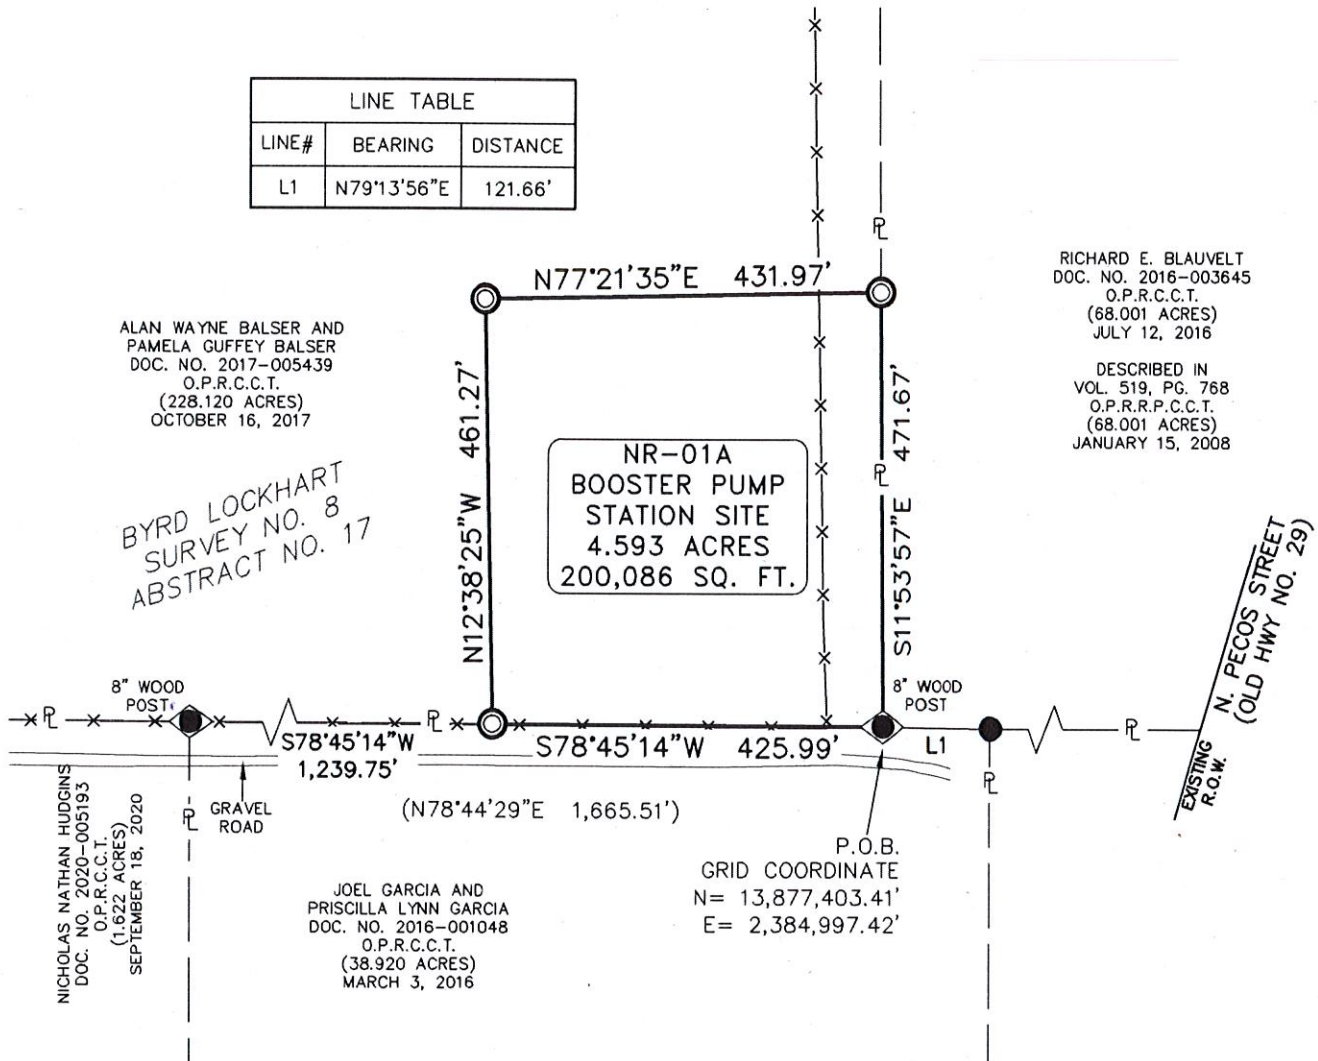 LINE TABLE
LINE# BEARING DISTANCE
L1 N79°13'56"E 121.66'
P̲L
N77°21'35"E 431.97'
RICHARD E. BLAUVELT
DOC. NO. 2016-003645
O.P.R.C.C.T.
(68.001 ACRES)
JULY 12, 2016
DESCRIBED IN
VOL. 519, PG. 768
O.P.R.R.P.C.C.T.
(68.001 ACRES)
JANUARY 15, 2008
ALAN WAYNE BALSER AND
PAMELA GUFFEY BALSER
DOC. NO. 2017-005439
O.P.R.C.C.T.
(228.120 ACRES)
OCTOBER 16, 2017
BYRD LOCKHART
SURVEY NO. 8
ABSTRACT NO. 17
N12°38'25"W 461.27'
NR-01A
BOOSTER PUMP
STATION SITE
4.593 ACRES
200,086 SQ. FT.
PL
S11°53'57"E 471.67'
N. PECOS STREET
(OLD HWY NO. 29)
EXISTING
R.O.W.
8" WOOD
POST
8" WOOD
POST
PL
PL
PL
S78°45'14"W
1,239.75'
S78°45'14"W 425.99'
L1
PL
PL
GRAVEL
ROAD
(N78°44'29"E 1,665.51')
NICHOLAS NATHAN HUDGINS
DOC. NO. 2020-005193
O.P.R.C.C.T.
(1.622 ACRES)
SEPTEMBER 18, 2020
P.O.B.
GRID COORDINATE
N= 13,877,403.41'
E= 2,384,997.42'
JOEL GARCIA AND
PRISCILLA LYNN GARCIA
DOC. NO. 2016-001048
O.P.R.C.C.T.
(38.920 ACRES)
MARCH 3, 2016